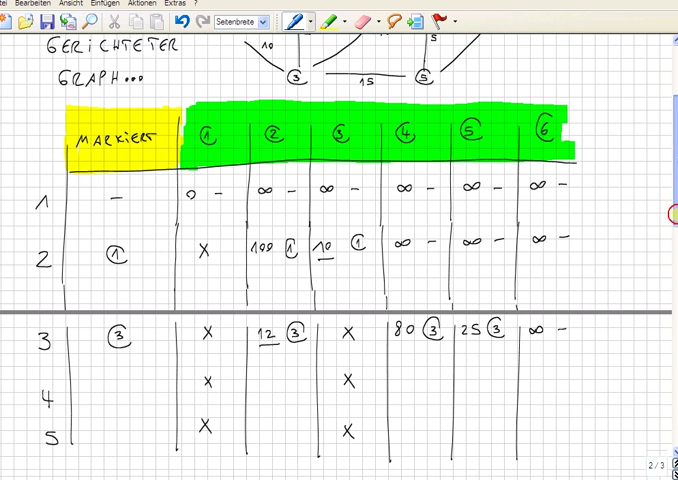 tei Bearbeiten Ansicht Einfügen Aktionen Extras ?
Seitenbreite
GERICHTETER
GRAPH...
10 5
3 15 5
MARKIERT 1 2 3 4 5 6
1 - 0 - ∞ - ∞ - ∞ - ∞ - ∞ -
2 1 X 100 1 10 1 ∞ - ∞ - ∞ -
3 3 X 12 3 X 80 3 25 3 ∞ -
4 X X
5 X X
2/3